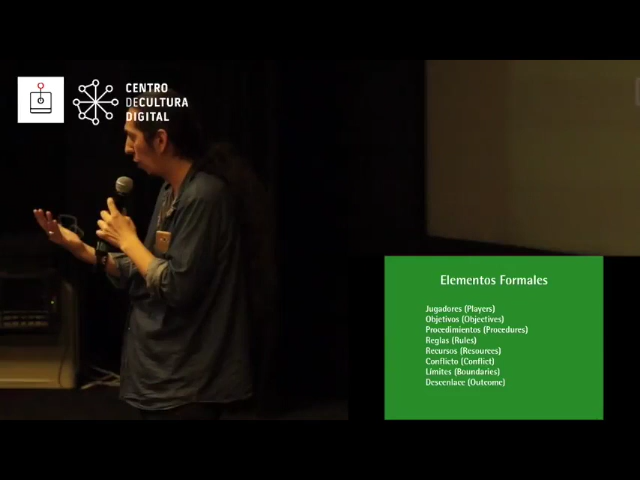 CENTRO
DECULTURA
DIGITAL
Elementos Formales
Jugadores (Players)
Objetivos (Objectives)
Procedimientos (Procedures)
Reglas (Rules)
Recursos (Resources)
Conflicto (Conflict)
Límites (Boundaries)
Desenlace (Outcome)